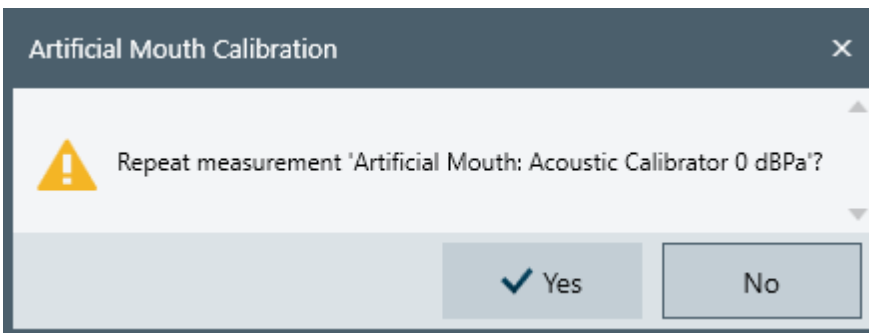 Artificial Mouth Calibration
Repeat measurement 'Artificial Mouth: Acoustic Calibrator 0 dBPa'?
Yes
No